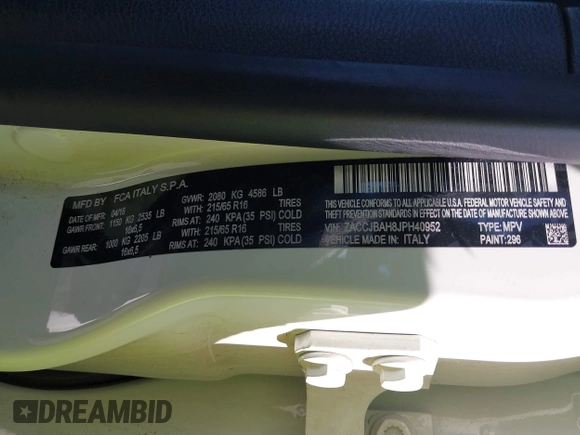 MFD BY: FCA ITALY S.P.A.
DATE OF MFR: 04/18 GVWR: 2080 KG 4586 LB
GAWR FRONT: 1150 KG 2535 LB WITH: 215/65 R16
16x6,5 RIMS AT: 240 KPA(35 PSI) COLD
GAWR REAR: 1000 KG 2205 LB WITH: 215/65 R16
16x6,5 RIMS AT: 240 KPA(35 PSI) COLD
THIS VEHICLE CONFORMS TO ALL APPLICABLE U.S.A. FEDERAL MOTOR VEHICLE SAFETY,
BUMPER, AND THEFT PREVENTION STANDARDS IN EFFECT ON THE DATE OF MANUFACTURE SHOWN ABOVE.
VIN: ZACCJBAH8JPH40952 TYPE: MPV
VEHICLE MADE IN: ITALY PAINT: 296
DREAMBID